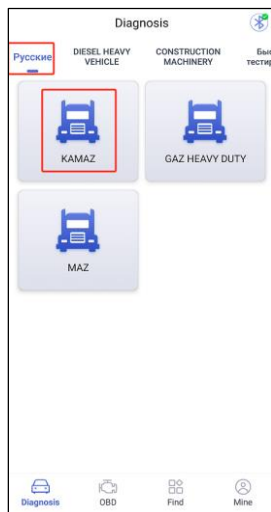 Diagnosis
Русские
DIESEL HEAVY
VEHICLE
CONSTRUCTION
MACHINERY
KAMAZ
GAZ HEAVY DUTY
MAZ
Diagnosis
OBD
Find
Mine